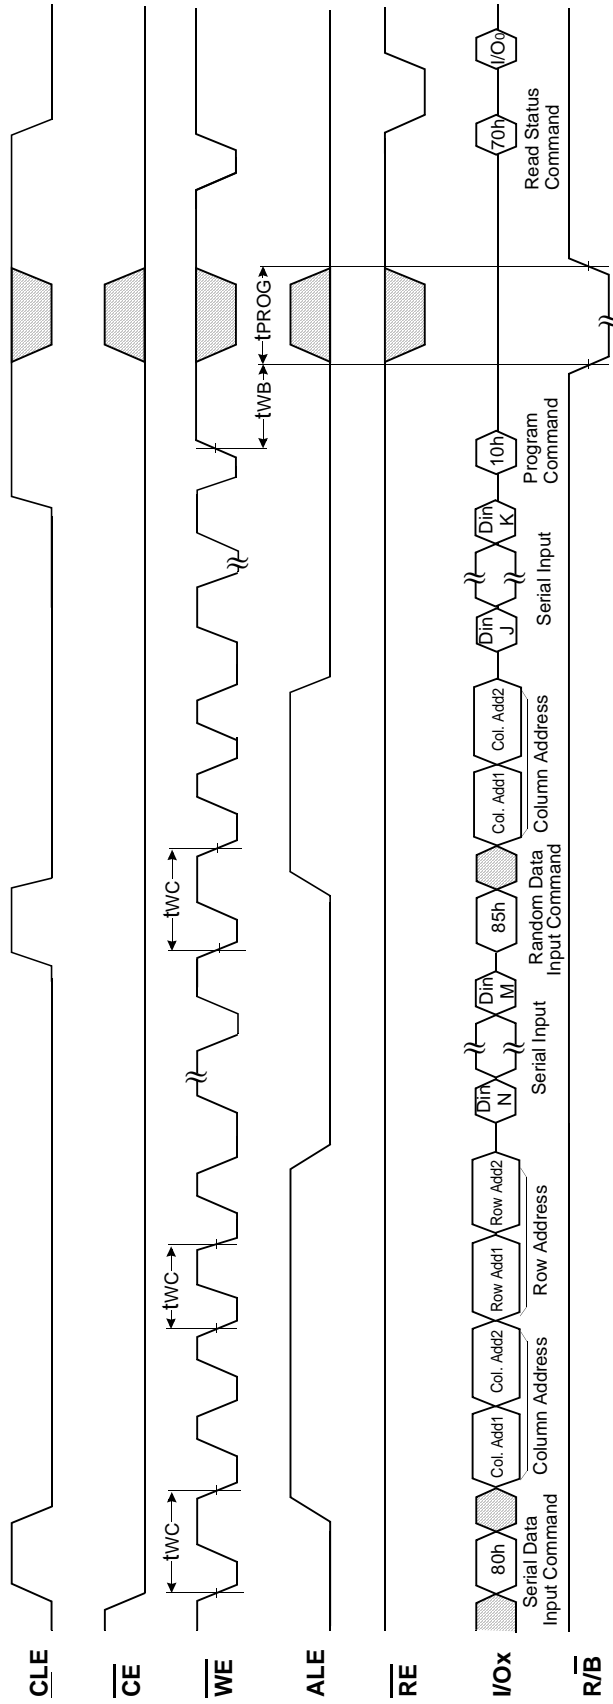 CLE
CE
WE
tWC
tWC
tWC
tWB
tPROG
ALE
RE
I/Ox
80h
Col. Add1
Col. Add2
Row Add1
Row Add2
Din
N
Din
M
85h
Col. Add1
Col. Add2
Din
J
Din
K
10h
70h
I/O0
Serial Data
Input Command
Column Address
Row Address
Serial Input
Random Data
Input Command
Column Address
Serial Input
Program
Command
Read Status
Command
R/B